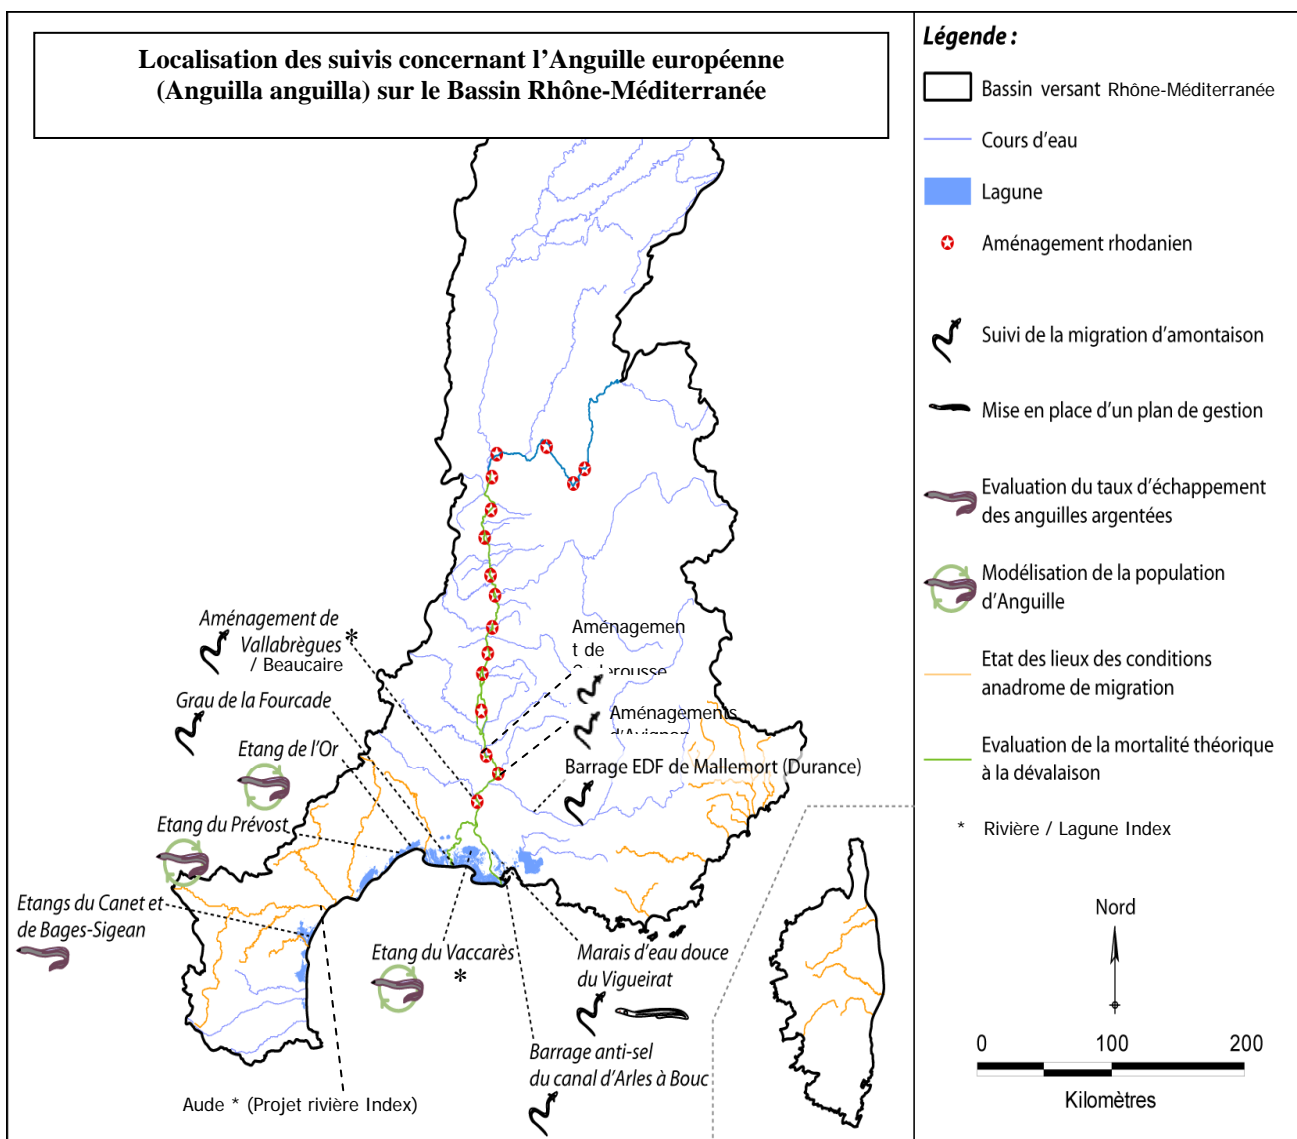 Localisation des suivis concernant l'Anguille européenne
(Anguilla anguilla) sur le Bassin Rhône-Méditerranée
Légende :
Bassin versant Rhône-Méditerranée
Cours d'eau
Lagune
Aménagement rhodanien
Suivi de la migration d'amontaison
Mise en place d'un plan de gestion
Evaluation du taux d'échappement
des anguilles argentées
Modélisation de la population
d'Anguille
Etat des lieux des conditions
anadrome de migration
Evaluation de la mortalité théorique
à la dévalaison
* Rivière / Lagune Index
Nord
0 100 200
Kilomètres
Aménagement de
Vallabrègues *
/ Beaucaire
Grau de la Fourcade
Etang de l'Or
Etang du Prévost
Etangs du Canet et
de Bages-Sigean
Aménagemen
t de
Aménagements
Barrage EDF de Mallemort (Durance)
Etang du Vaccarès
*
Marais d'eau douce
du Vigueirat
Barrage anti-sel
du canal d'Arles à Bouc
Aude * (Projet rivière Index)